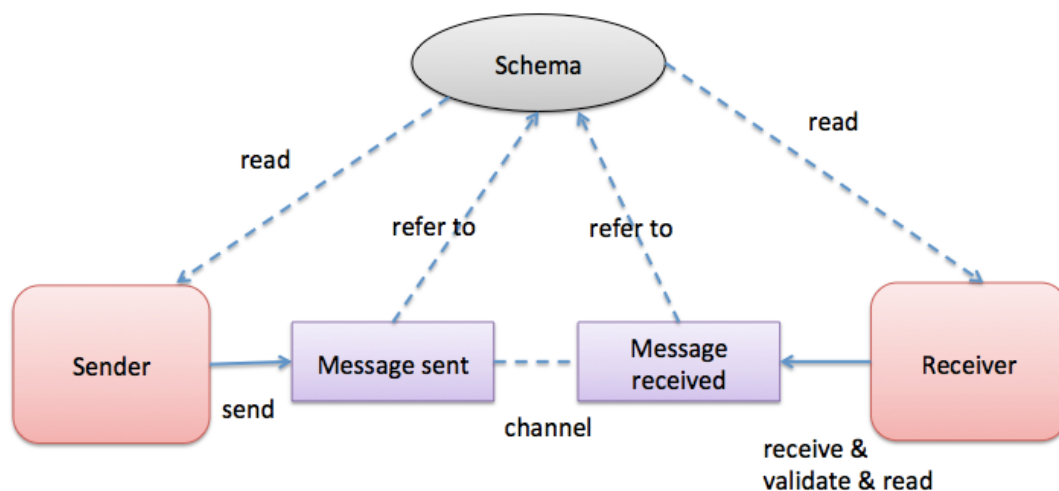 Schema
read
read
refer to
refer to
Sender
Message sent
Message
received
Receiver
send
channel
receive &
validate & read